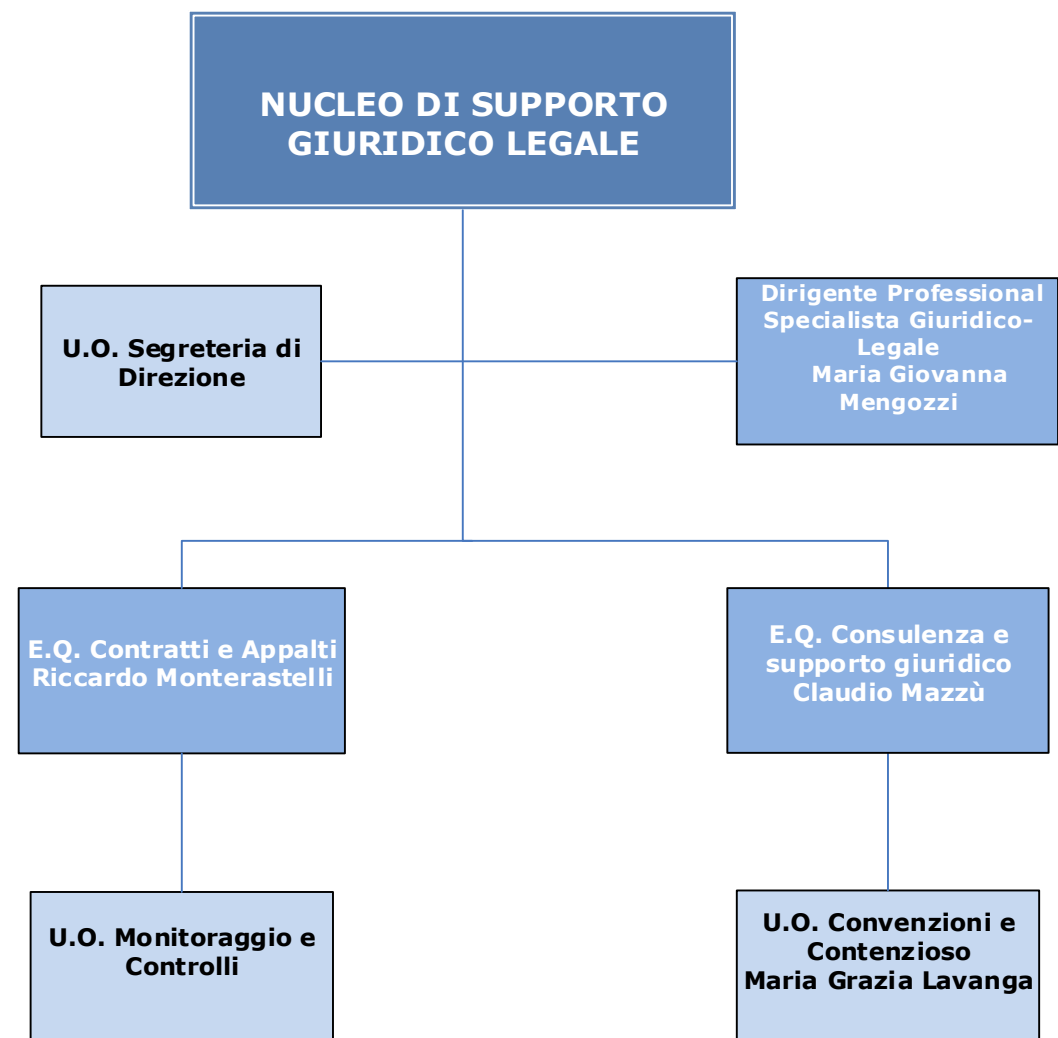 NUCLEO DI SUPPORTO
GIURIDICO LEGALE
U.O. Segreteria di
Direzione
Dirigente Professional
Specialista Giuridico-
Legale
Maria Giovanna
Mengozzi
E.Q. Contratti e Appalti
Riccardo Monterastelli
E.Q. Consulenza e
supporto giuridico
Claudio Mazzù
U.O. Monitoraggio e
Controlli
U.O. Convenzioni e
Contenzioso
Maria Grazia Lavanga